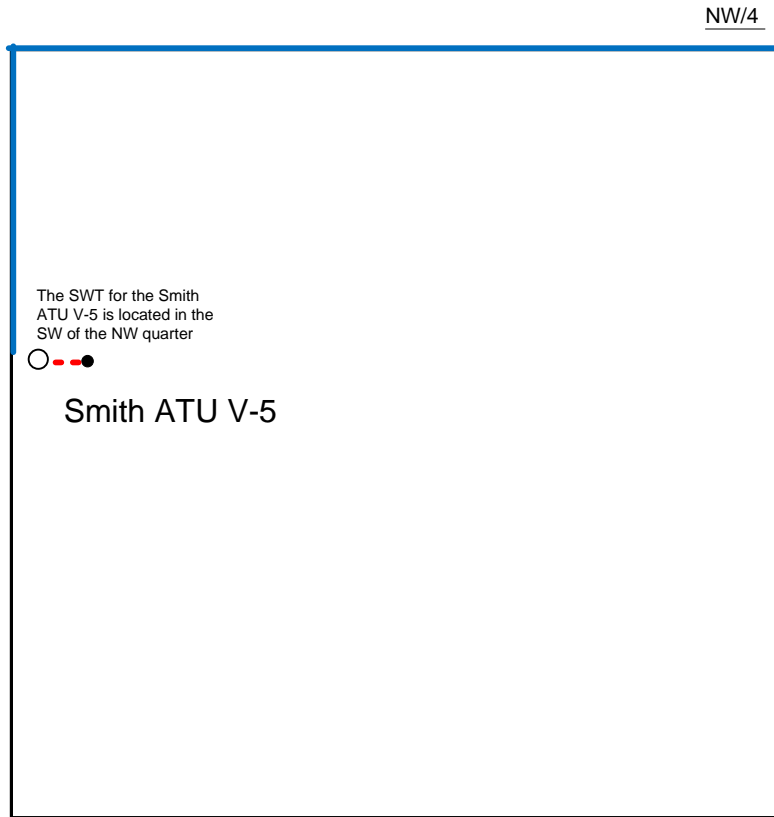 NW/4
The SWT for the Smith
ATU V-5 is located in the
SW of the NW quarter
Smith ATU V-5